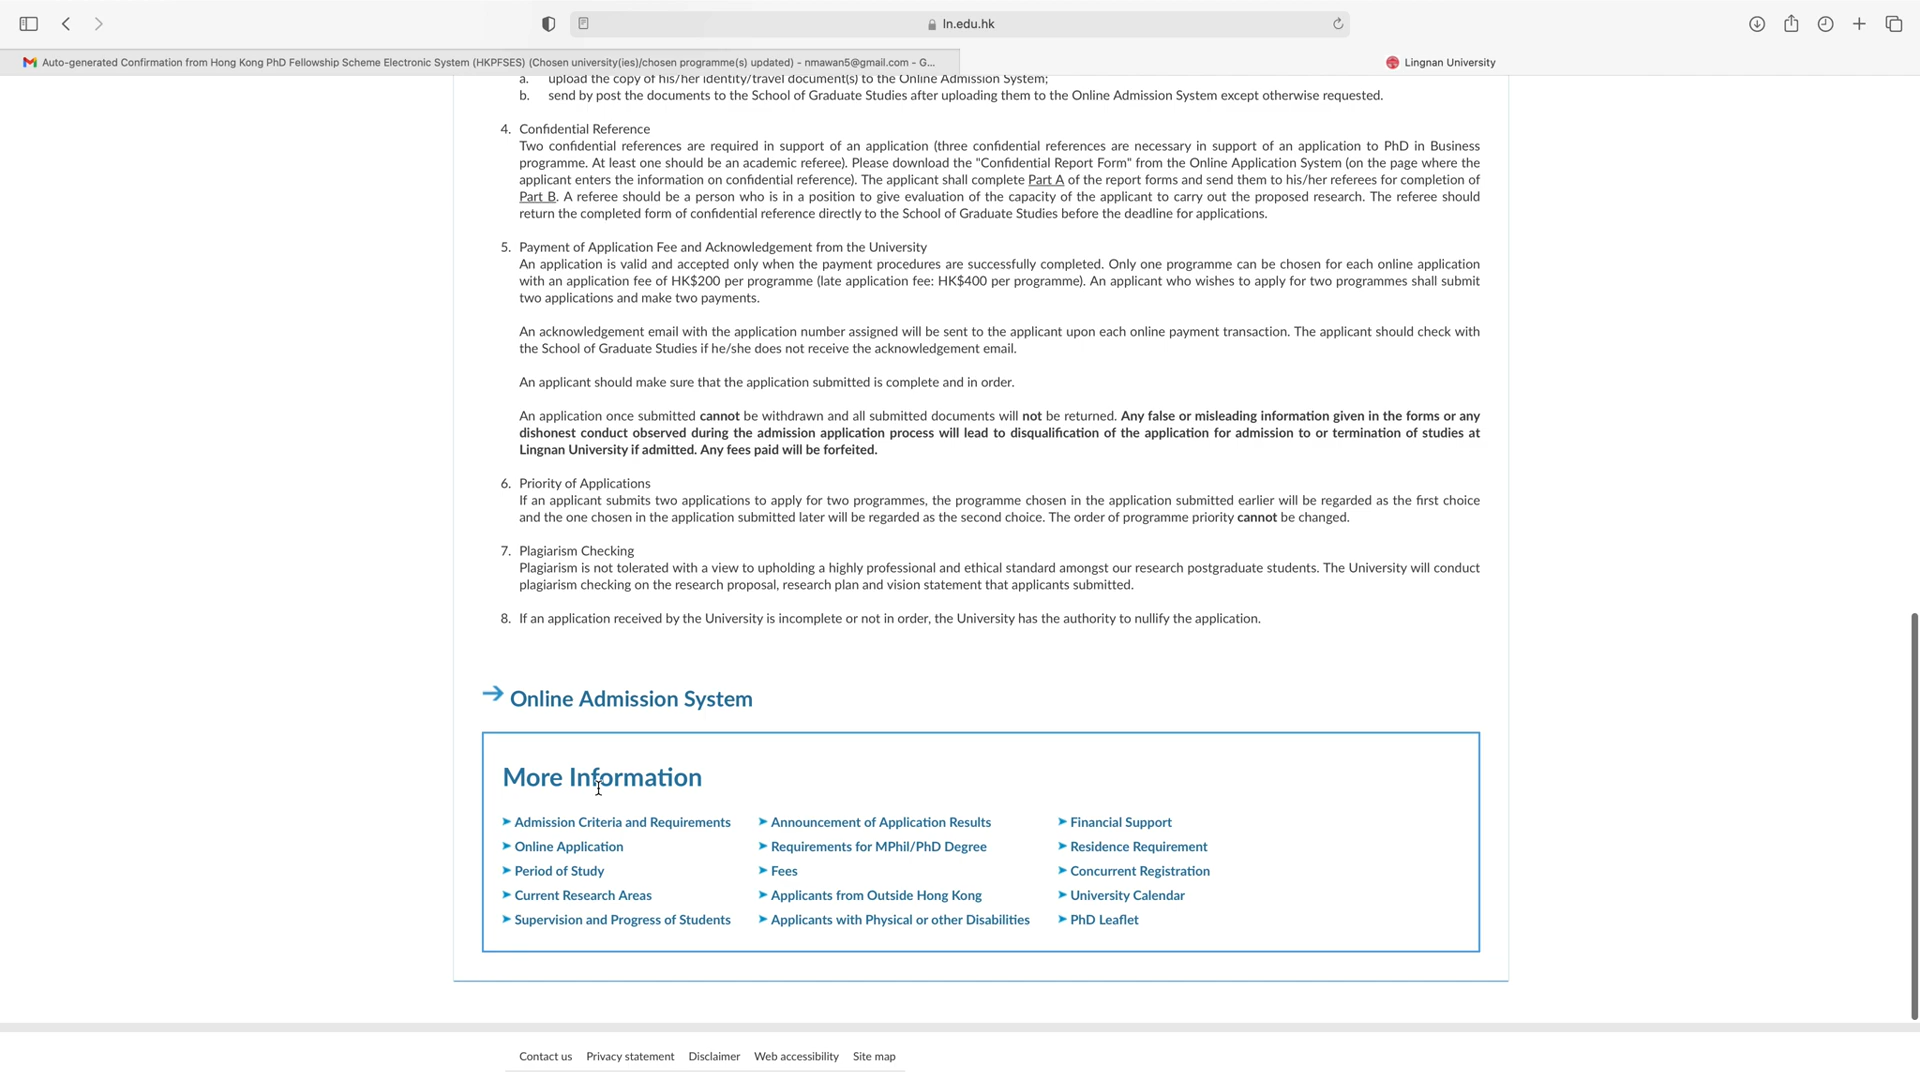 ln.edu.hk
Auto-generated Confirmation from Hong Kong PhD Fellowship Scheme Electronic System (HKPFSES) (Chosen university(ies)/chosen programme(s) updated) - nmawan5@gmail.com - G...
Lingnan University
a. upload the copy of his/her identity/travel document(s) to the Online Admission System;
b. send by post the documents to the School of Graduate Studies after uploading them to the Online Admission System except otherwise requested.
4. Confidential Reference
Two confidential references are required in support of an application (three confidential references are necessary in support of an application to PhD in Business
programme. At least one should be an academic referee). Please download the "Confidential Report Form" from the Online Application System (on the page where the
applicant enters the information on confidential reference). The applicant shall complete Part A of the report forms and send them to his/her referees for completion of
Part B. A referee should be a person who is in a position to give evaluation of the capacity of the applicant to carry out the proposed research. The referee should
return the completed form of confidential reference directly to the School of Graduate Studies before the deadline for applications.
5. Payment of Application Fee and Acknowledgement from the University
An application is valid and accepted only when the payment procedures are successfully completed. Only one programme can be chosen for each online application
with an application fee of HK$200 per programme (late application fee: HK$400 per programme). An applicant who wishes to apply for two programmes shall submit
two applications and make two payments.
An acknowledgement email with the application number assigned will be sent to the applicant upon each online payment transaction. The applicant should check with
the School of Graduate Studies if he/she does not receive the acknowledgement email.
An applicant should make sure that the application submitted is complete and in order.
An application once submitted cannot be withdrawn and all submitted documents will not be returned. Any false or misleading information given in the forms or any
dishonest conduct observed during the admission application process will lead to disqualification of the application for admission to or termination of studies at
Lingnan University if admitted. Any fees paid will be forfeited.
6. Priority of Applications
If an applicant submits two applications to apply for two programmes, the programme chosen in the application submitted earlier will be regarded as the first choice
and the one chosen in the application submitted later will be regarded as the second choice. The order of programme priority cannot be changed.
7. Plagiarism Checking
Plagiarism is not tolerated with a view to upholding a highly professional and ethical standard amongst our research postgraduate students. The University will conduct
plagiarism checking on the research proposal, research plan and vision statement that applicants submitted.
8. If an application received by the University is incomplete or not in order, the University has the authority to nullify the application.
Online Admission System
More Information
Admission Criteria and Requirements
Online Application
Period of Study
Current Research Areas
Supervision and Progress of Students
Announcement of Application Results
Requirements for MPhil/PhD Degree
Fees
Applicants from Outside Hong Kong
Applicants with Physical or other Disabilities
Financial Support
Residence Requirement
Concurrent Registration
University Calendar
PhD Leaflet
Contact us Privacy statement Disclaimer Web accessibility Site map